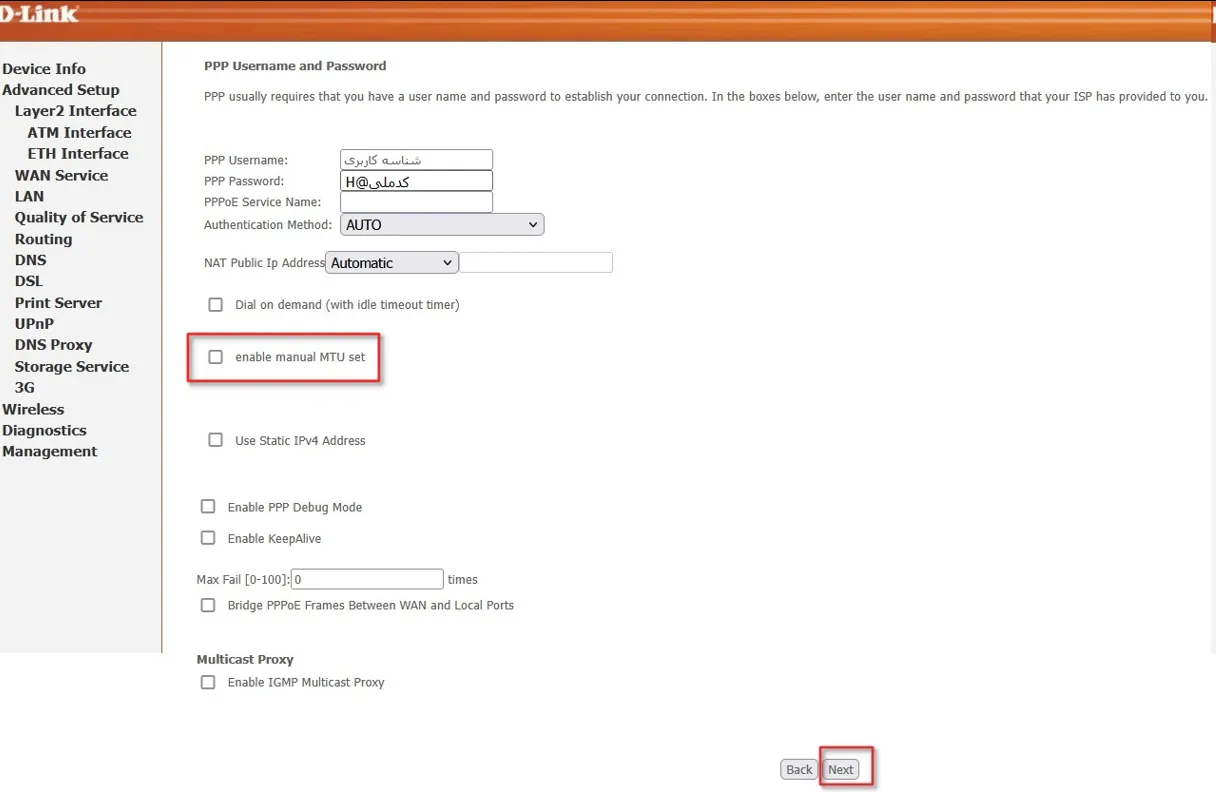 D-Link
Device Info
Advanced Setup
Layer2 Interface
ATM Interface
ETH Interface
WAN Service
LAN
Quality of Service
Routing
DNS
DSL
Print Server
UPnP
DNS Proxy
Storage Service
3G
Wireless
Diagnostics
Management
PPP Username and Password
PPP usually requires that you have a user name and password to establish your connection. In the boxes below, enter the user name and password that your ISP has provided to you.
PPP Username: شناسه کاربری
PPP Password: H@کدملی
PPPoE Service Name:
Authentication Method: AUTO
NAT Public Ip Address Automatic
Dial on demand (with idle timeout timer)
enable manual MTU set
Use Static IPv4 Address
Enable PPP Debug Mode
Enable KeepAlive
Max Fail [0-100]: 0 times
Bridge PPPoE Frames Between WAN and Local Ports
Multicast Proxy
Enable IGMP Multicast Proxy
Back Next